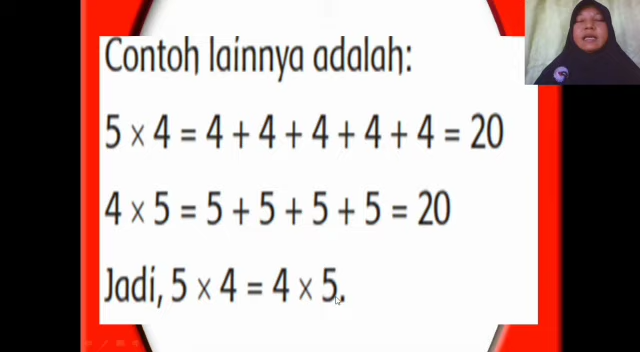 Contoh lainnya adalah:
5 × 4 = 4 + 4 + 4 + 4 + 4 = 20
4 × 5 = 5 + 5 + 5 + 5 = 20
Jadi, 5 × 4 = 4 × 5.